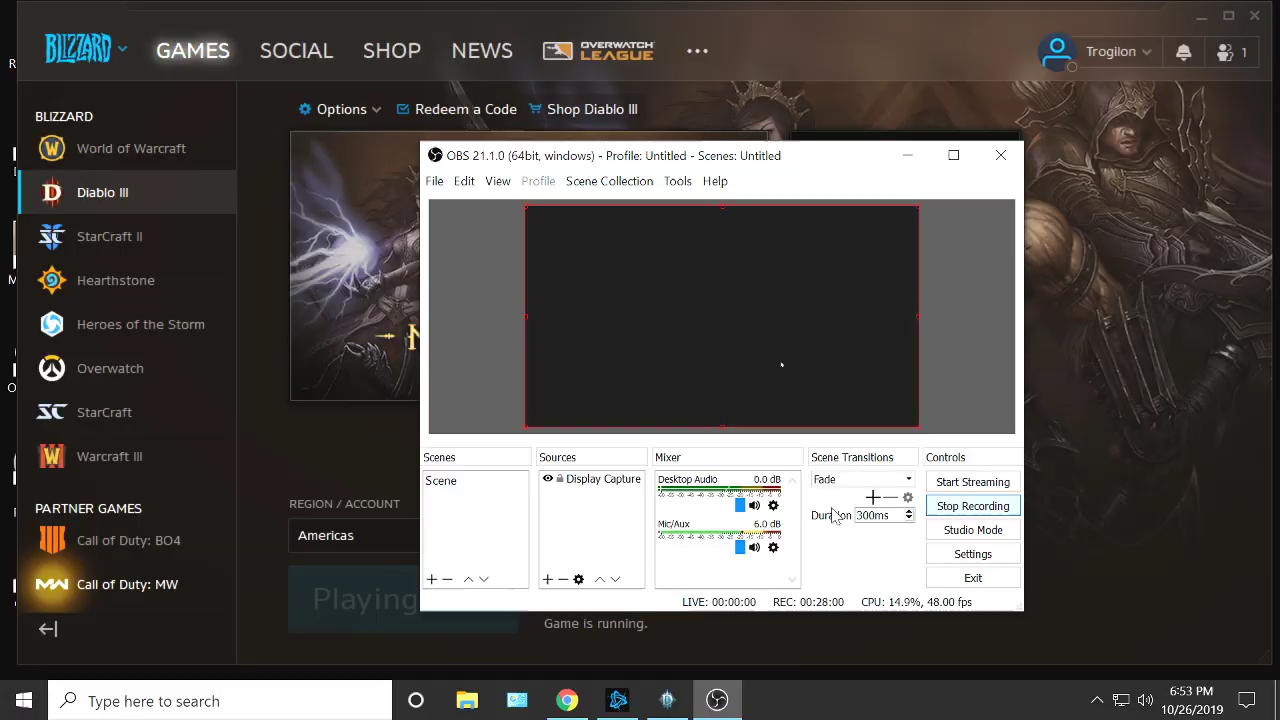 BLIZZARD
GAMES
SOCIAL
SHOP
NEWS
OVERWATCH
LEAGUE
Trogilon
1
BLIZZARD
World of Warcraft
Diablo III
StarCraft II
Hearthstone
Heroes of the Storm
Overwatch
StarCraft
Warcraft III
PARTNER GAMES
Call of Duty: BO4
Call of Duty: MW
Options
Redeem a Code
Shop Diablo III
REGION / ACCOUNT
Americas
Playing
Game is running.
OBS 21.1.0 (64bit, windows) - Profile: Untitled - Scenes: Untitled
File Edit View Profile Scene Collection Tools Help
Scenes
Scene
Sources
Display Capture
Mixer
Desktop Audio 0.0 dB
Mic/Aux 6.0 dB
Scene Transitions
Fade
Duration 300ms
Controls
Start Streaming
Stop Recording
Studio Mode
Settings
Exit
LIVE: 00:00:00 REC: 00:28:00 CPU: 14.9%, 48.00 fps
Type here to search
6:53 PM
10/26/2019